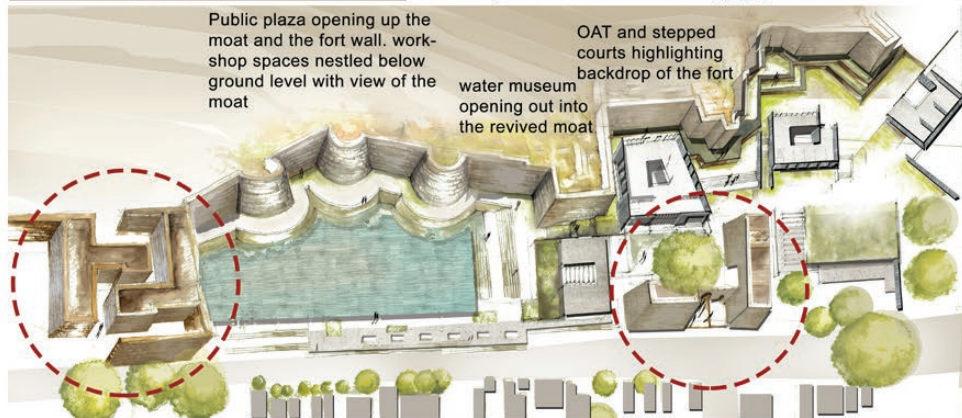 Public plaza opening up the
moat and the fort wall. work-
shop spaces nestled below
ground level with view of the
moat
water museum
opening out into
the revived moat
OAT and stepped
courts highlighting
backdrop of the fort